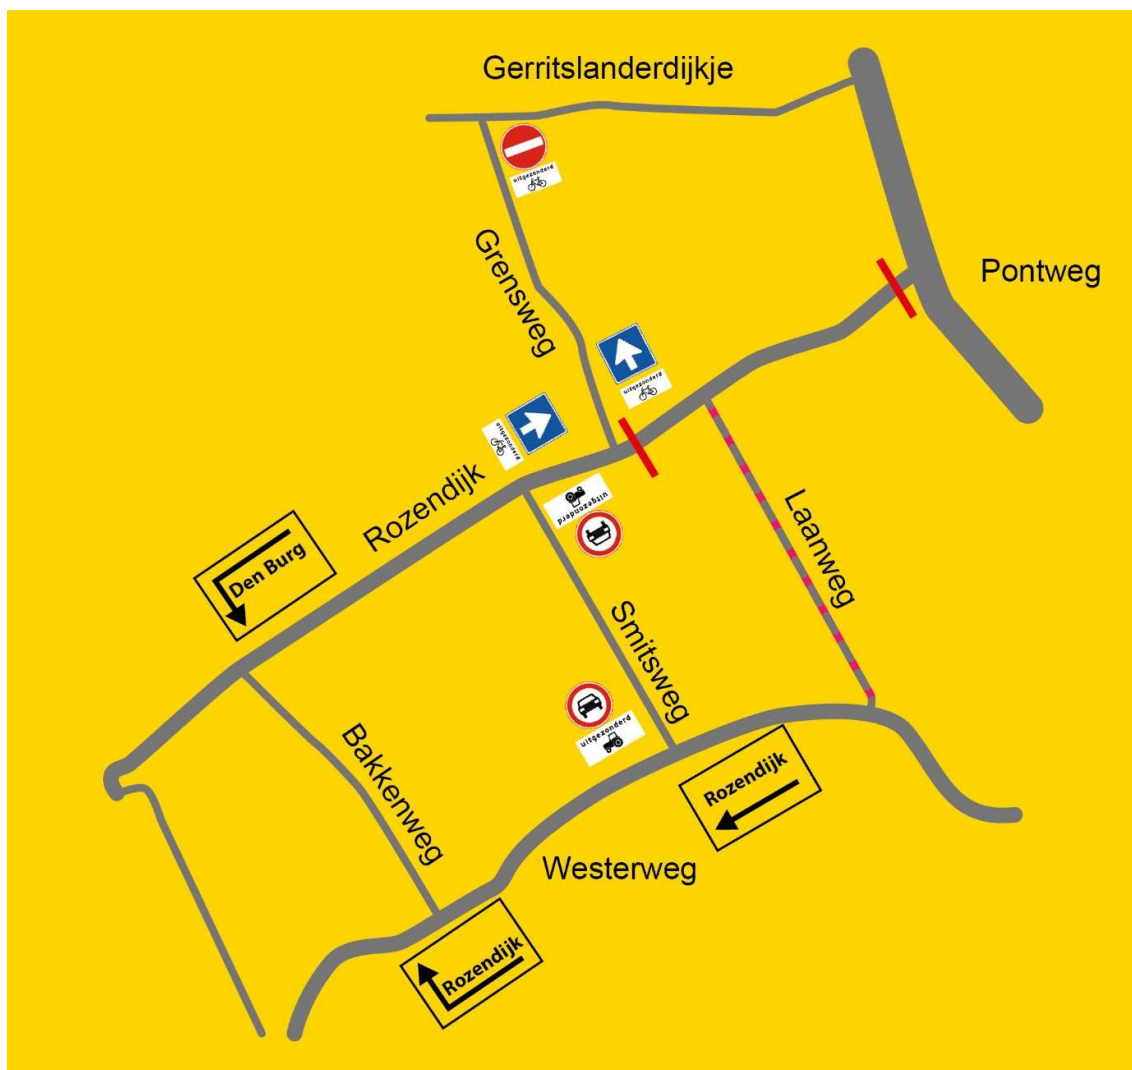 Gerritslanderdijkje
uitgezonderd
Grensweg
Pontweg
uitgezonderd
uitgezonderd
Rozendijk
uitgezonderd
Den Burg
Laanweg
Smitsweg
uitgezonderd
Bakkenweg
Rozendijk
Westerweg
Rozendijk